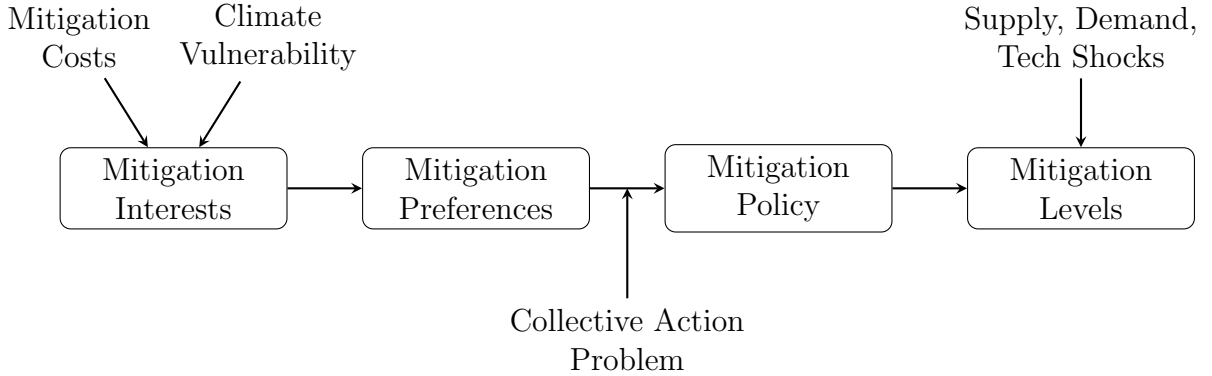 Mitigation
Costs
Climate
Vulnerability
Supply, Demand,
Tech Shocks
Mitigation
Interests
Mitigation
Preferences
Mitigation
Policy
Mitigation
Levels
Collective Action
Problem